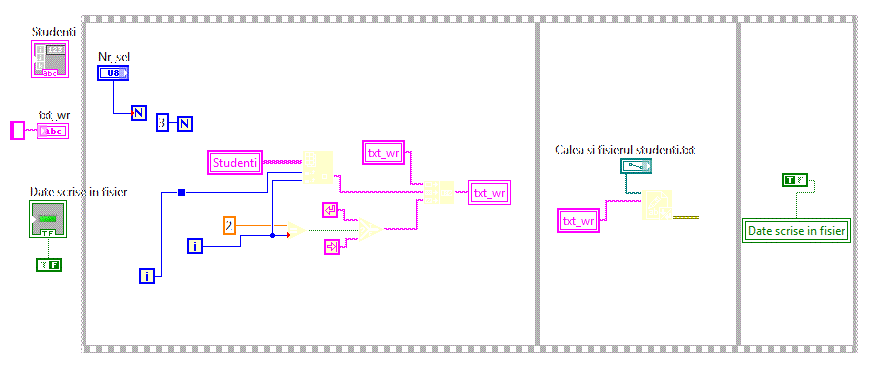 Studenti
abc
Nr_sel
U8
N
3
N
txt_wr
abc
Studenti
txt_wr
txt_wr
Calea si fisierul studenti.txt
txt_wr
Date scrise in fisier
TF
F
i
i
2
i
T
Date scrise in fisier